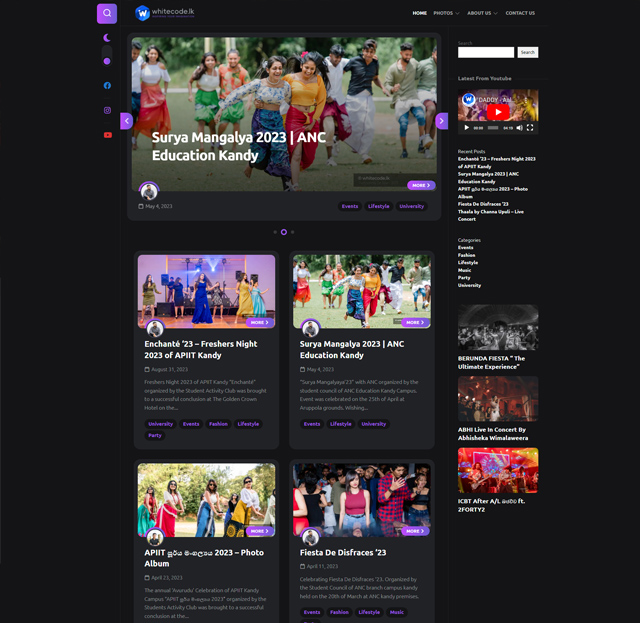 whitecode.lk
HOME
PHOTOS
ABOUT US
CONTACT US
Surya Mangalya 2023 | ANC
Education Kandy
© whitecode.lk
MORE
May 4, 2023
Events
Lifestyle
University
MORE
Enchanté ’23 – Freshers Night
2023 of APIIT Kandy
August 31, 2023
Freshers Night 2023 of APIIT Kandy “Enchanté”
organized by the Student Activity Club was brought
to a successful conclusion at The Golden Crown
Hotel on the...
University
Events
Fashion
Lifestyle
Party
MORE
Surya Mangalya 2023 | ANC
Education Kandy
May 4, 2023
“Surya Mangalyaya’23” with ANC organized by the
student council of ANC Education Kandy Campus.
Event was celebrated on the 25th of April at
Aruppola grounds. Wishing...
Events
Lifestyle
University
MORE
APIIT සූර්ය මංගල්‍යය 2023 – Photo
Album
April 23, 2023
The annual ‘Avurudu’ Celebration of APIIT Kandy
Campus “APIIT සූර්ය මංගල්‍යය 2023” organized by the
Students Activity Club was brought to a successful
conclusion at the...
MORE
Fiesta De Disfraces ’23
April 11, 2023
Celebrating Fiesta De Disfraces ’23. Organized by
the Student Council of ANC branch campus kandy
held on the 20th of March at ANC kandy premises.
Events
Fashion
Lifestyle
Music
Search
Search
Latest From Youtube
DADDY
00:00
04:19
Recent Posts
Enchanté ’23 – Freshers Night 2023
of APIIT Kandy
Surya Mangalya 2023 | ANC
Education Kandy
APIIT සූර්ය මංගල්‍යය 2023 – Photo
Album
Fiesta De Disfraces ’23
Thaala by Channa Upuli – Live
Concert
Categories
Events
Fashion
Lifestyle
Music
Party
University
BERUNDA FIESTA “ The
Ultimate Experience”
ABHI Live In Concert By
Abhisheka Wimalaweera
ICBT After A/L
ft.
2FORTY2